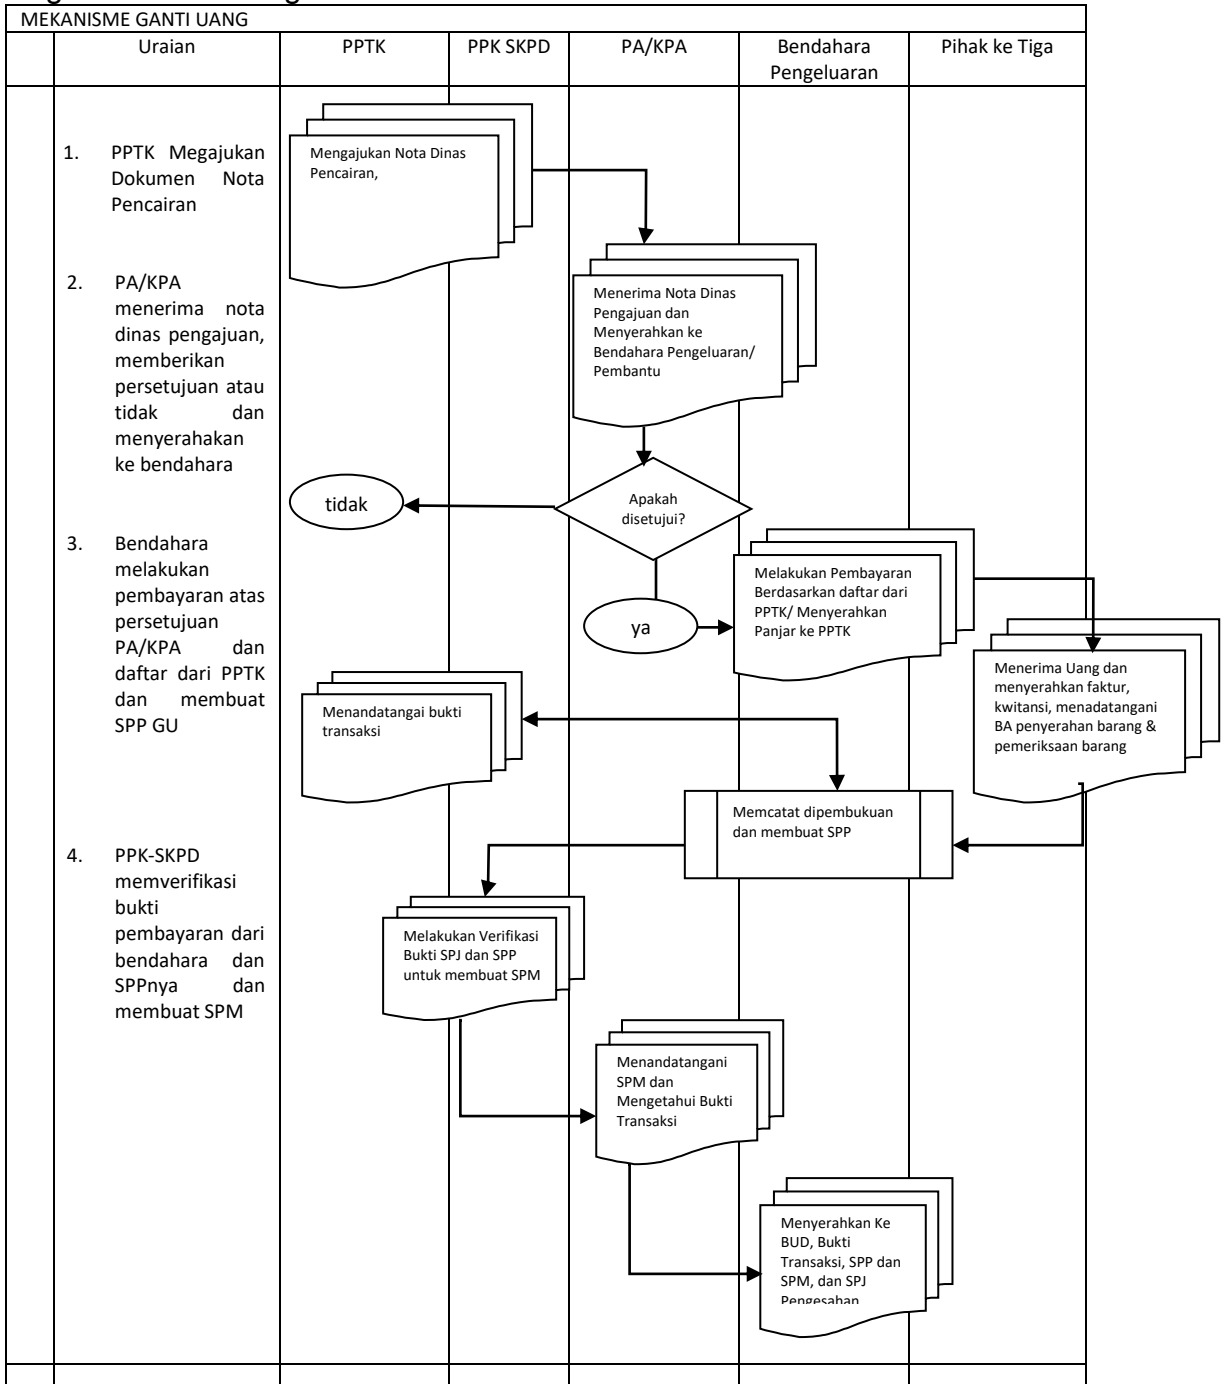 MEKANISME GANTI UANG
Uraian
PPTK
PPK SKPD
PA/KPA
Bendahara
Pengeluaran
Pihak ke Tiga
1. PPTK Megajukan
Dokumen Nota
Pencairan
2. PA/KPA
menerima nota
dinas pengajuan,
memberikan
persetujuan atau
tidak dan
menyerahakan
ke bendahara
3. Bendahara
melakukan
pembayaran atas
persetujuan
PA/KPA dan
daftar dari PPTK
dan membuat
SPP GU
4. PPK-SKPD
memverifikasi
bukti
pembayaran dari
bendahara dan
SPPnya dan
membuat SPM
Mengajukan Nota Dinas
Pencairan,
Menerima Nota Dinas
Pengajuan dan
Menyerahkan ke
Bendahara Pengeluaran/
Pembantu
Apakah
disetujui?
tidak
ya
Melakukan Pembayaran
Berdasarkan daftar dari
PPTK/ Menyerahkan
Panjar ke PPTK
Menerima Uang dan
menyerahkan faktur,
kwitansi, menadatangani
BA penyerahan barang &
pemeriksaan barang
Menandatangai bukti
transaksi
Memcatat dipembukuan
dan membuat SPP
Melakukan Verifikasi
Bukti SPJ dan SPP
untuk membuat SPM
Menandatangani
SPM dan
Mengetahui Bukti
Transaksi
Menyerahkan Ke
BUD, Bukti
Transaksi, SPP dan
SPM, dan SPJ
Pengesahan